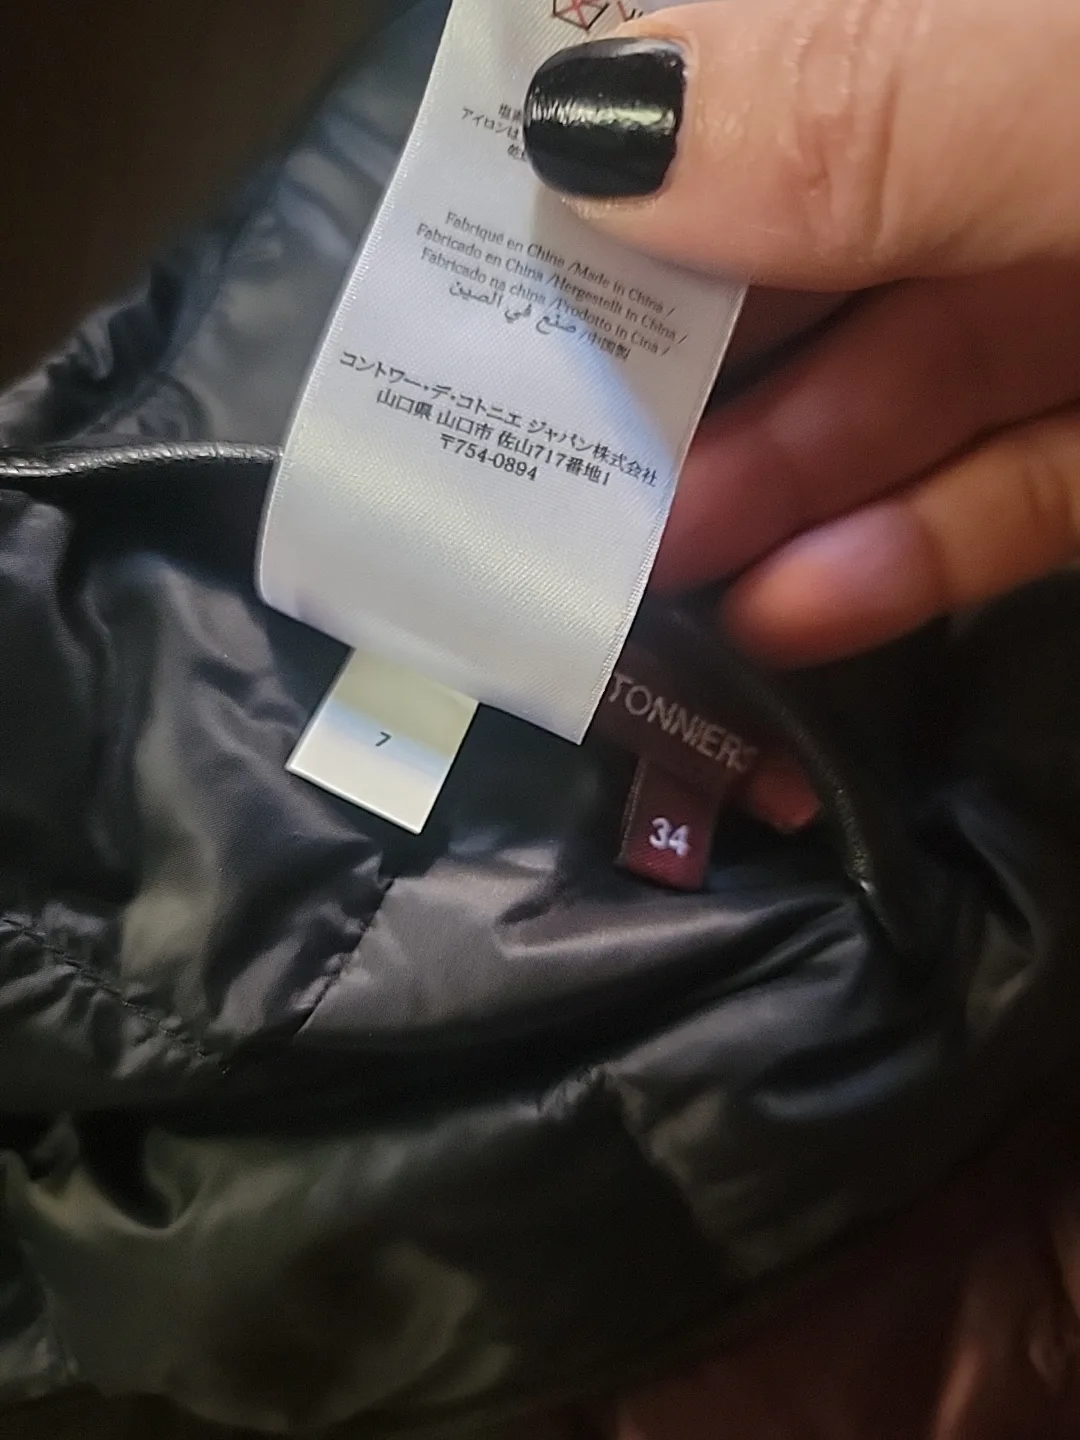 アイロンは
Fabriqué en Chine /Made in China /
Fabricado en China /Hergestellt in China /
Fabricado na china /Prodotto in Cina /
صنع في الصين /中国製
コントワー・デ・コトニエ ジャパン株式会社
山口県 山口市 佐山717番地1
〒754-0894
7
TONNIERS
34